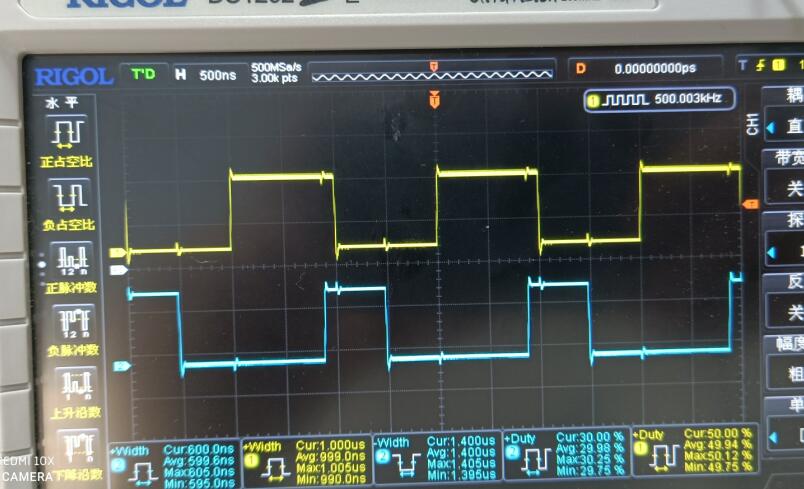 RIGOL
RIGOL T'D H 500ns 500MSa/s 3.00k pts D 0.00000000ps T 1
水平
1 500.003kHz
CH1
正占空比
负占空比
正脉冲数
负脉冲数
上升沿数
下降沿数
耦
直
带宽
关
探
反
关
幅度
粗
单
+Width
2
Cur:600.0ns
Avg:599.6ns
Max:605.0ns
Min:595.0ns
+Width
1
Cur:1.000us
Avg:999.0ns
Max:1.005us
Min:990.0ns
-Width
2
Cur:1.400us
Avg:1.400us
Max:1.405us
Min:1.395us
+Duty
2
Cur:30.00 %
Avg:29.98 %
Max:30.25 %
Min:29.75 %
+Duty
1
Cur:50.00 %
Avg:49.94 %
Max:50.12 %
Min:49.75 %
REDMI 10X
CAMERA